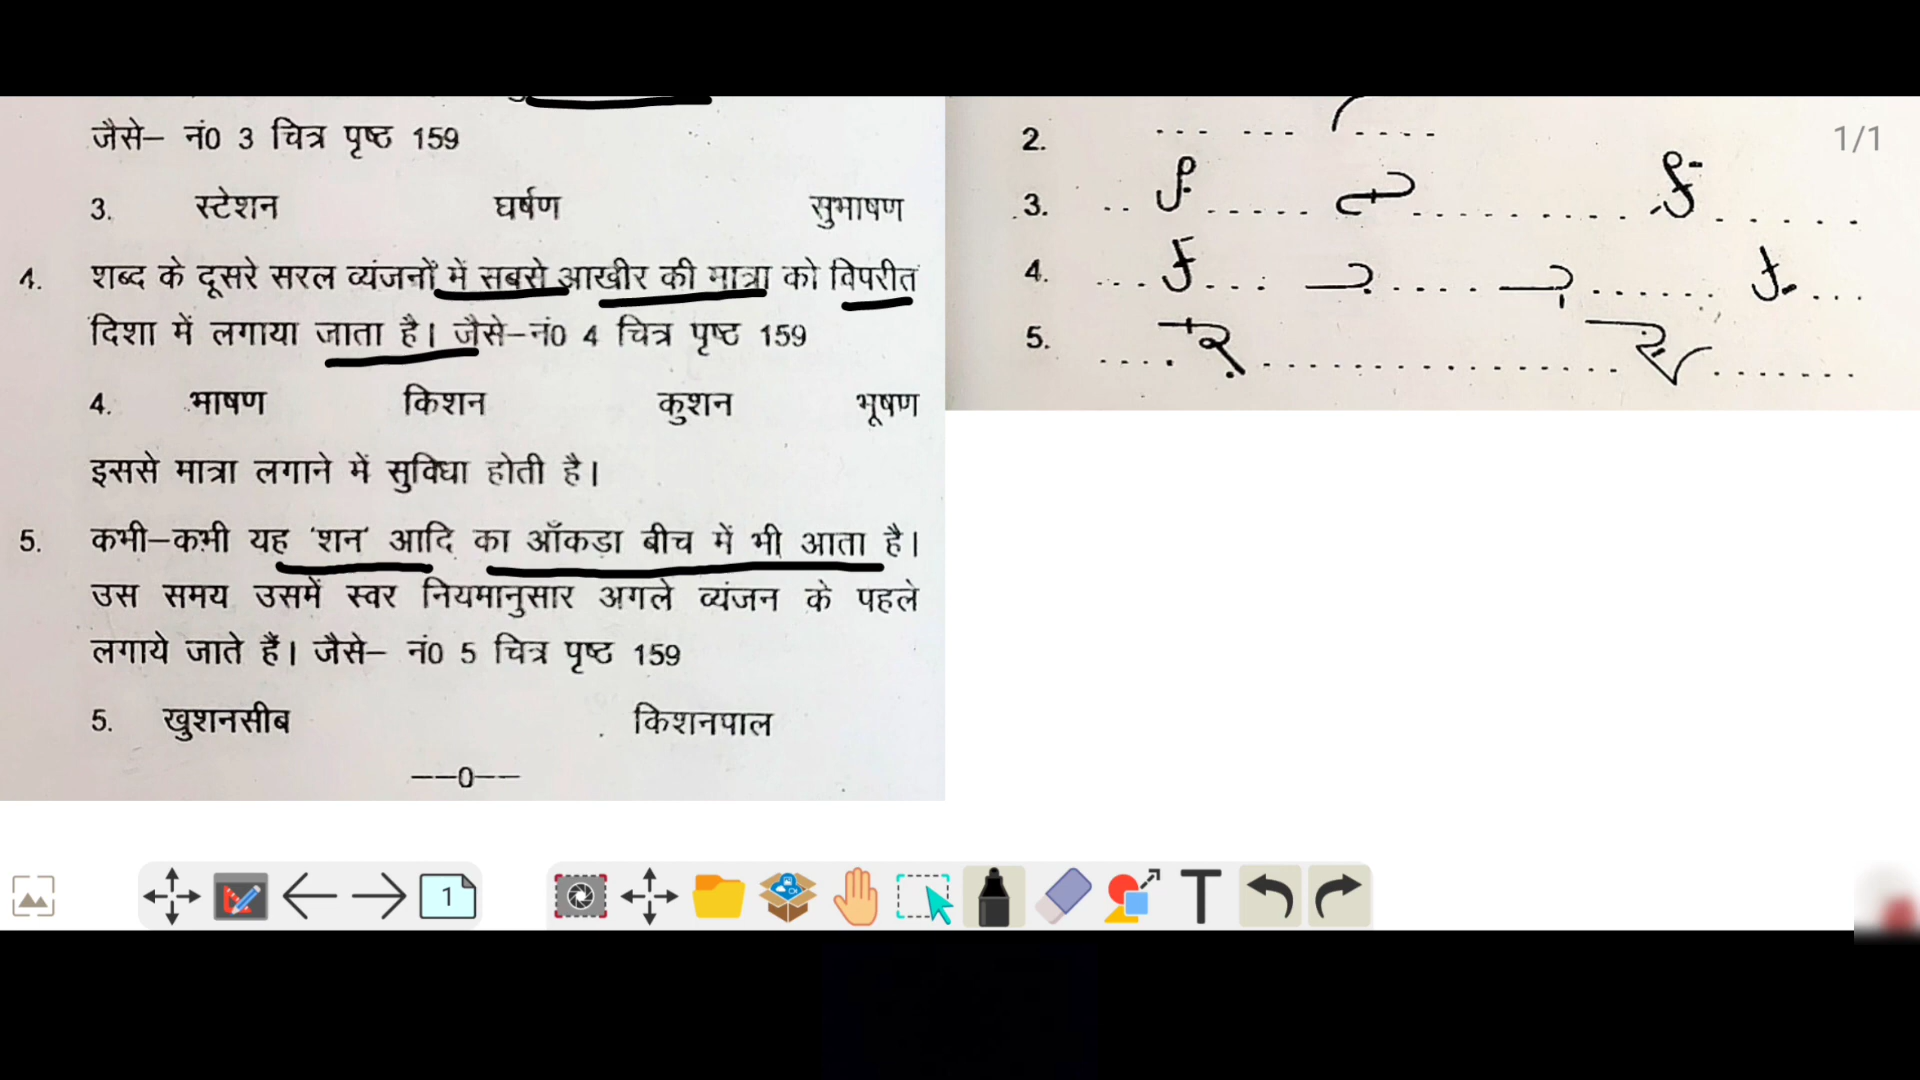 जैसे– नं0 3 चित्र पृष्ठ 159
3. स्टेशन घर्षण सुभाषण
4. शब्द के दूसरे सरल व्यंजनों में सबसे आखीर की मात्रा को विपरीत
दिशा में लगाया जाता है। जैसे–नं0 4 चित्र पृष्ठ 159
4. भाषण किशन कुशन भूषण
इससे मात्रा लगाने में सुविधा होती है।
5. कभी–कभी यह 'शन' आदि का आँकड़ा बीच में भी आता है।
उस समय उसमें स्वर नियमानुसार अगले व्यंजन के पहले
लगाये जाते हैं। जैसे– नं0 5 चित्र पृष्ठ 159
5. खुशनसीब किशनपाल
––0––
2.
3.
4.
5.
1/1
1
T